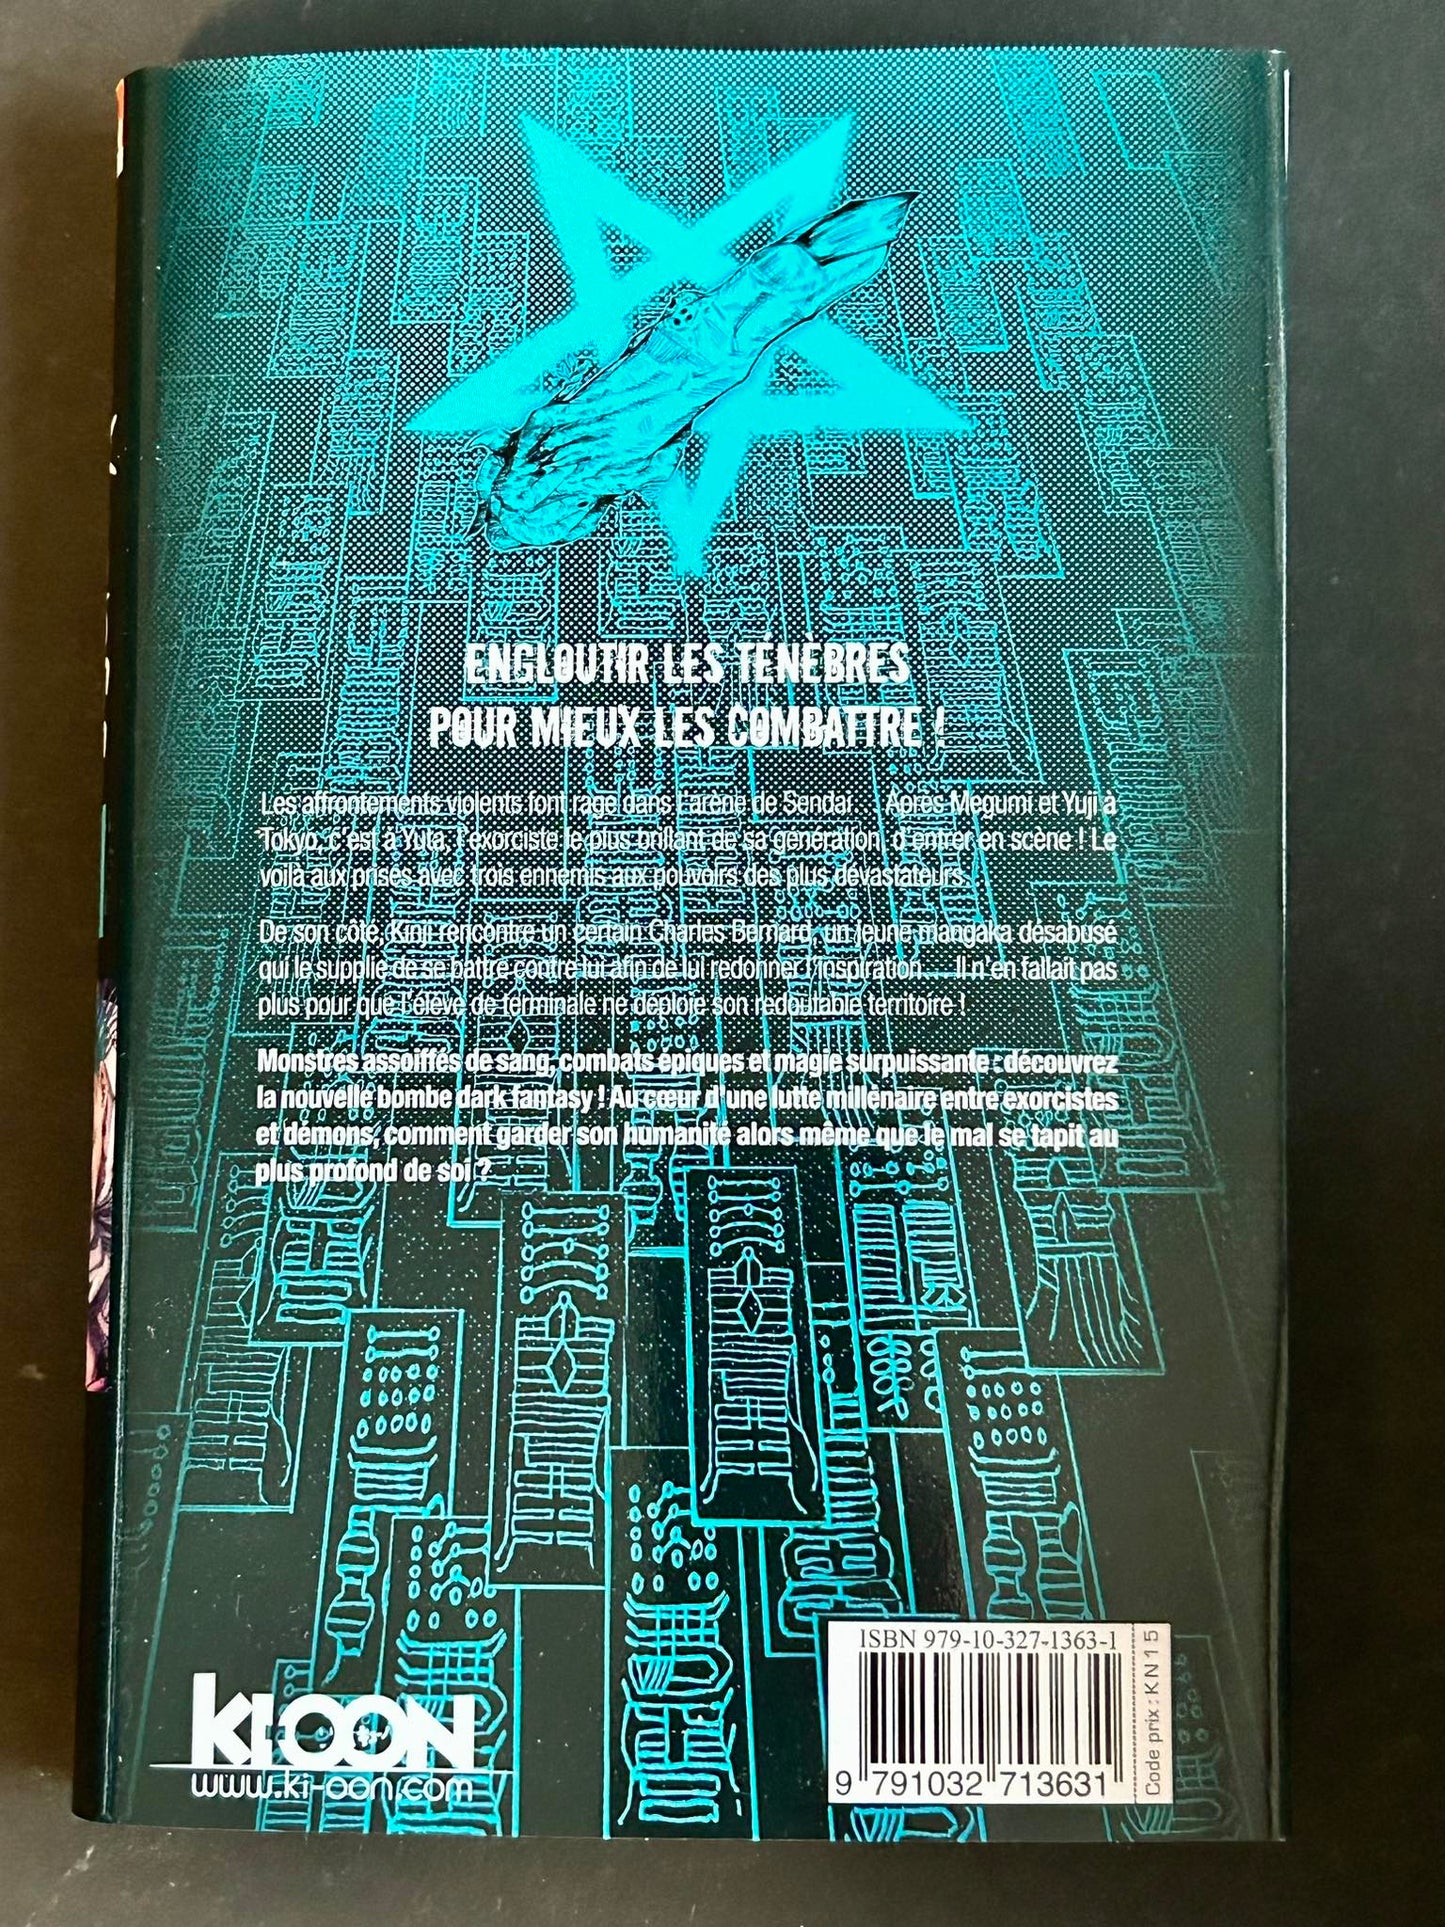 ENGLOUTIR LES TÉNÈBRES
POUR MIEUX LES COMBATTRE !
Les affrontements violents font rage dans l'arène de Sendai… Après Megumi et Yuji à
Tokyo, c'est à Yuta, l'exorciste le plus brillant de sa génération, d'entrer en scène ! Le
voilà aux prises avec trois ennemis aux pouvoirs des plus dévastateurs.
De son côté, Kinji rencontre un certain Charles Bernard, un jeune mangaka désabusé
qui le supplie de se battre contre lui afin de lui redonner l'inspiration… Il n'en fallait pas
plus pour que l'élève de terminale ne déploie son redoutable territoire !
Monstres assoiffés de sang, combats épiques et magie surpuissante : découvrez
la nouvelle bombe dark fantasy ! Au cœur d'une lutte millénaire entre exorcistes
et démons, comment garder son humanité alors même que le mal se tapit au
plus profond de soi ?
KI-OON
www.ki-oon.com
ISBN 979-10-327-1363-1
9 791032 713631
Code prix : KN15